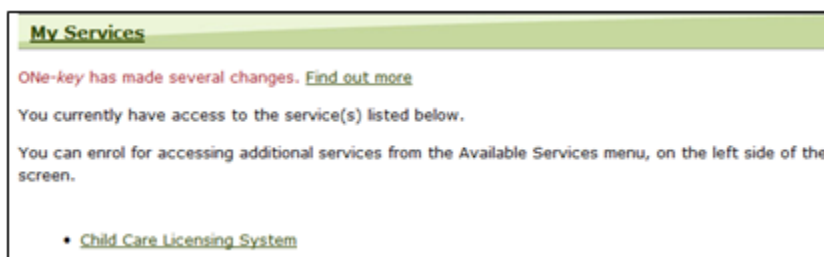 My Services
ONe-key has made several changes. Find out more
You currently have access to the service(s) listed below.
You can enrol for accessing additional services from the Available Services menu, on the left side of the
screen.
• Child Care Licensing System